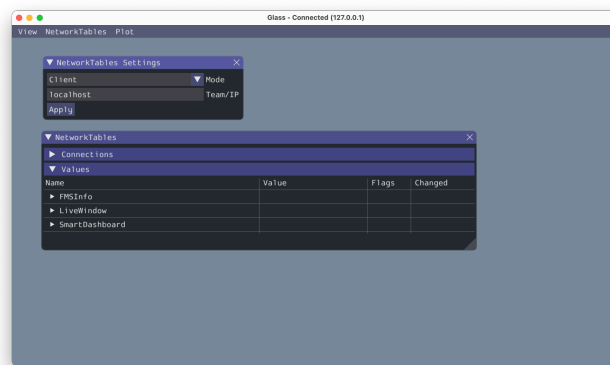 Glass - Connected (127.0.0.1)
View NetworkTables Plot
NetworkTables Settings
Client Mode
localhost Team/IP
Apply
NetworkTables
Connections
Values
Name Value Flags Changed
FMSInfo
LiveWindow
SmartDashboard